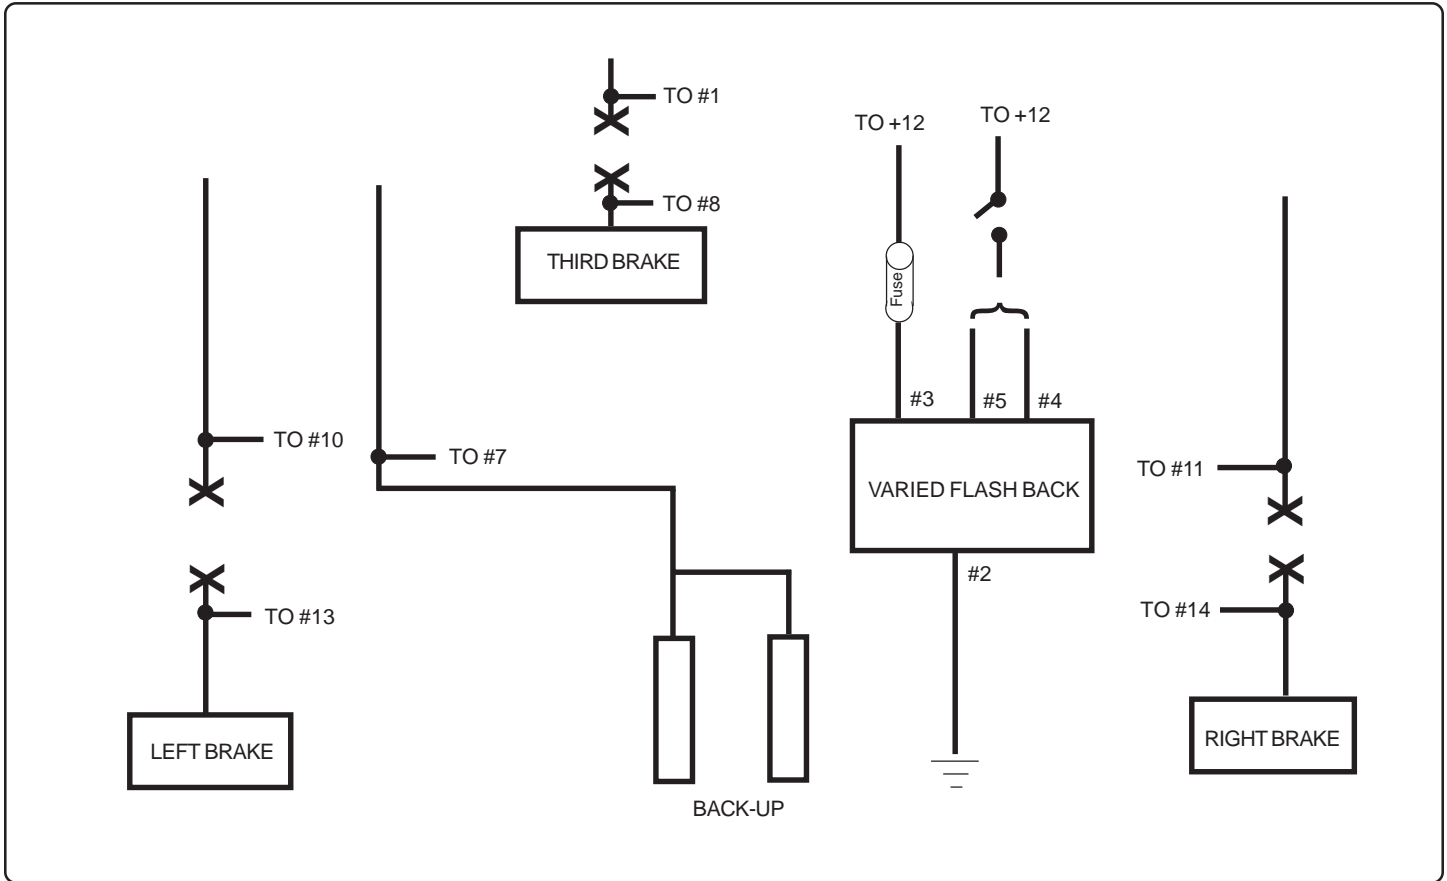 TO #1
TO +12
TO +12
TO #8
THIRD BRAKE
Fuse
#3
#5
#4
TO #10
TO #7
TO #11
VARIED FLASH BACK
#2
TO #13
TO #14
LEFT BRAKE
RIGHT BRAKE
BACK-UP